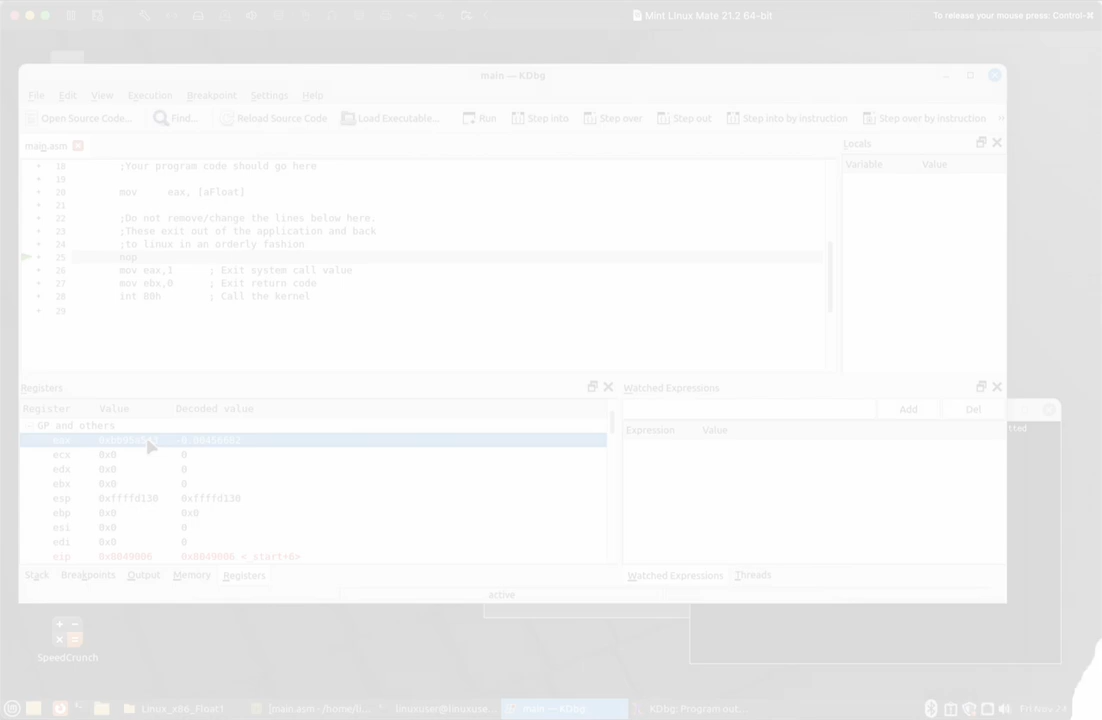 Mint Linux Mate 21.2 64-bit
To release your mouse press: Control-⌘
main — KDbg
File Edit View Execution Breakpoint Settings Help
Open Source Code... Find... Reload Source Code Load Executable... Run Step into Step over Step out Step into by instruction Step over by instruction
main.asm
Locals
Variable Value
18 ;Your program code should go here
19
20 mov eax, [aFloat]
21
22 ;Do not remove/change the lines below here.
23 ;These exit out of the application and back
24 ;to linux in an orderly fashion
25 nop
26 mov eax,1 ; Exit system call value
27 mov ebx,0 ; Exit return code
28 int 80h ; Call the kernel
29
Registers
Register Value Decoded value
GP and others
eax
ecx 0x0 0
edx 0x0 0
ebx 0x0 0
esp 0xffffd130 0xffffd130
ebp 0x0 0x0
esi 0x0 0
edi 0x0 0
eip 0x8049006 0x8049006 <_start+6>
Watched Expressions
Add Del
Expression Value
tted
Stack Breakpoints Output Memory Registers
Watched Expressions Threads
active
SpeedCrunch
Linux_x86_Float1 [main.asm - /home/li... linuxuser@linuxuse... main — KDbg KDbg: Program out... Fri Nov